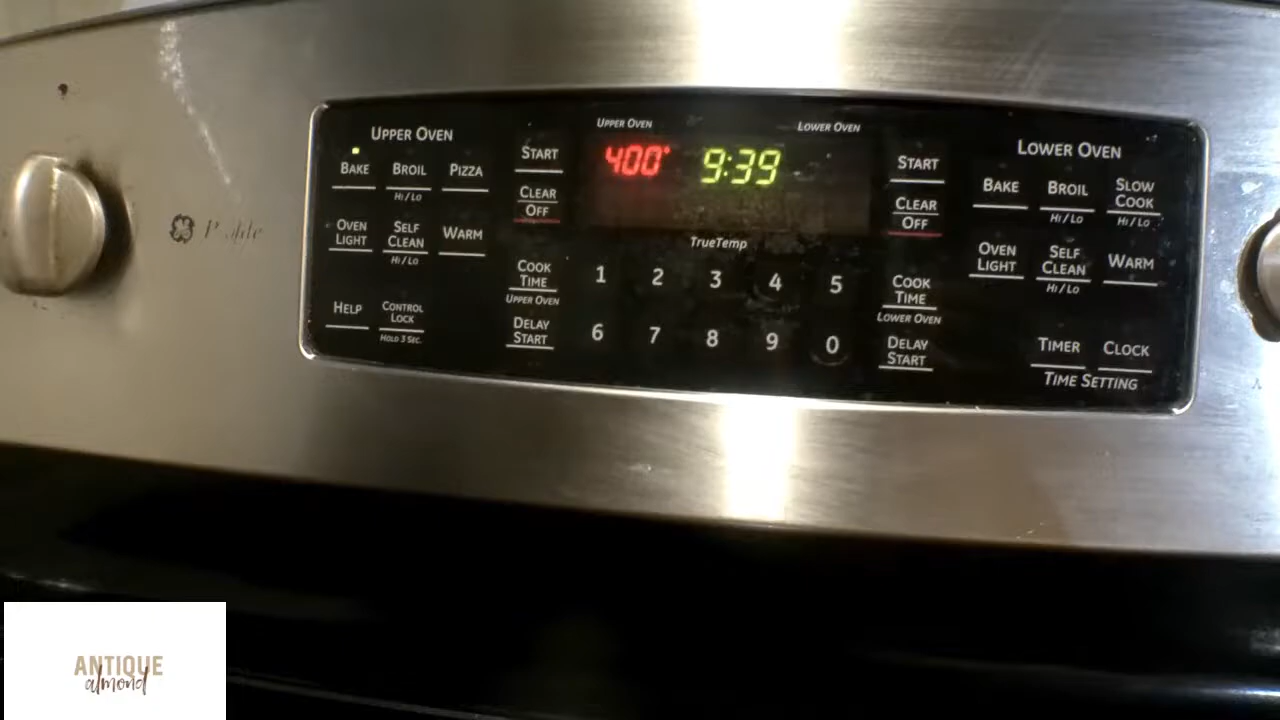 UPPER OVEN
BAKE
BROIL
PIZZA
HI / LO
OVEN
LIGHT
SELF
CLEAN
WARM
HI / LO
HELP
CONTROL
LOCK
HOLD 3 SEC.
START
CLEAR
OFF
COOK
TIME
UPPER OVEN
DELAY
START
UPPER OVEN
LOWER OVEN
400°
9:39
TrueTemp
1 2 3 4 5
6 7 8 9 0
START
CLEAR
OFF
COOK
TIME
LOWER OVEN
DELAY
START
LOWER OVEN
BAKE
BROIL
HI / LO
SLOW
COOK
HI / LO
OVEN
LIGHT
SELF
CLEAN
HI / LO
WARM
TIMER
CLOCK
TIME SETTING
ANTIQUE
almond